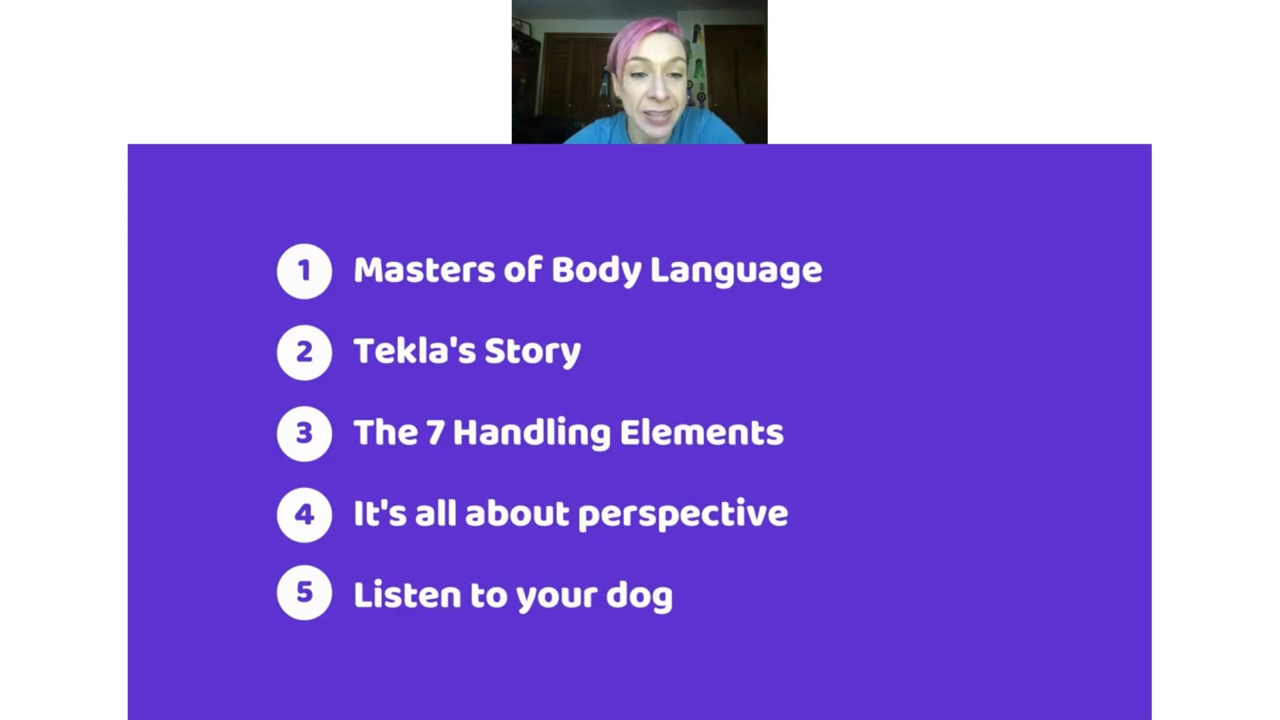 1 Masters of Body Language
2 Tekla's Story
3 The 7 Handling Elements
4 It's all about perspective
5 Listen to your dog